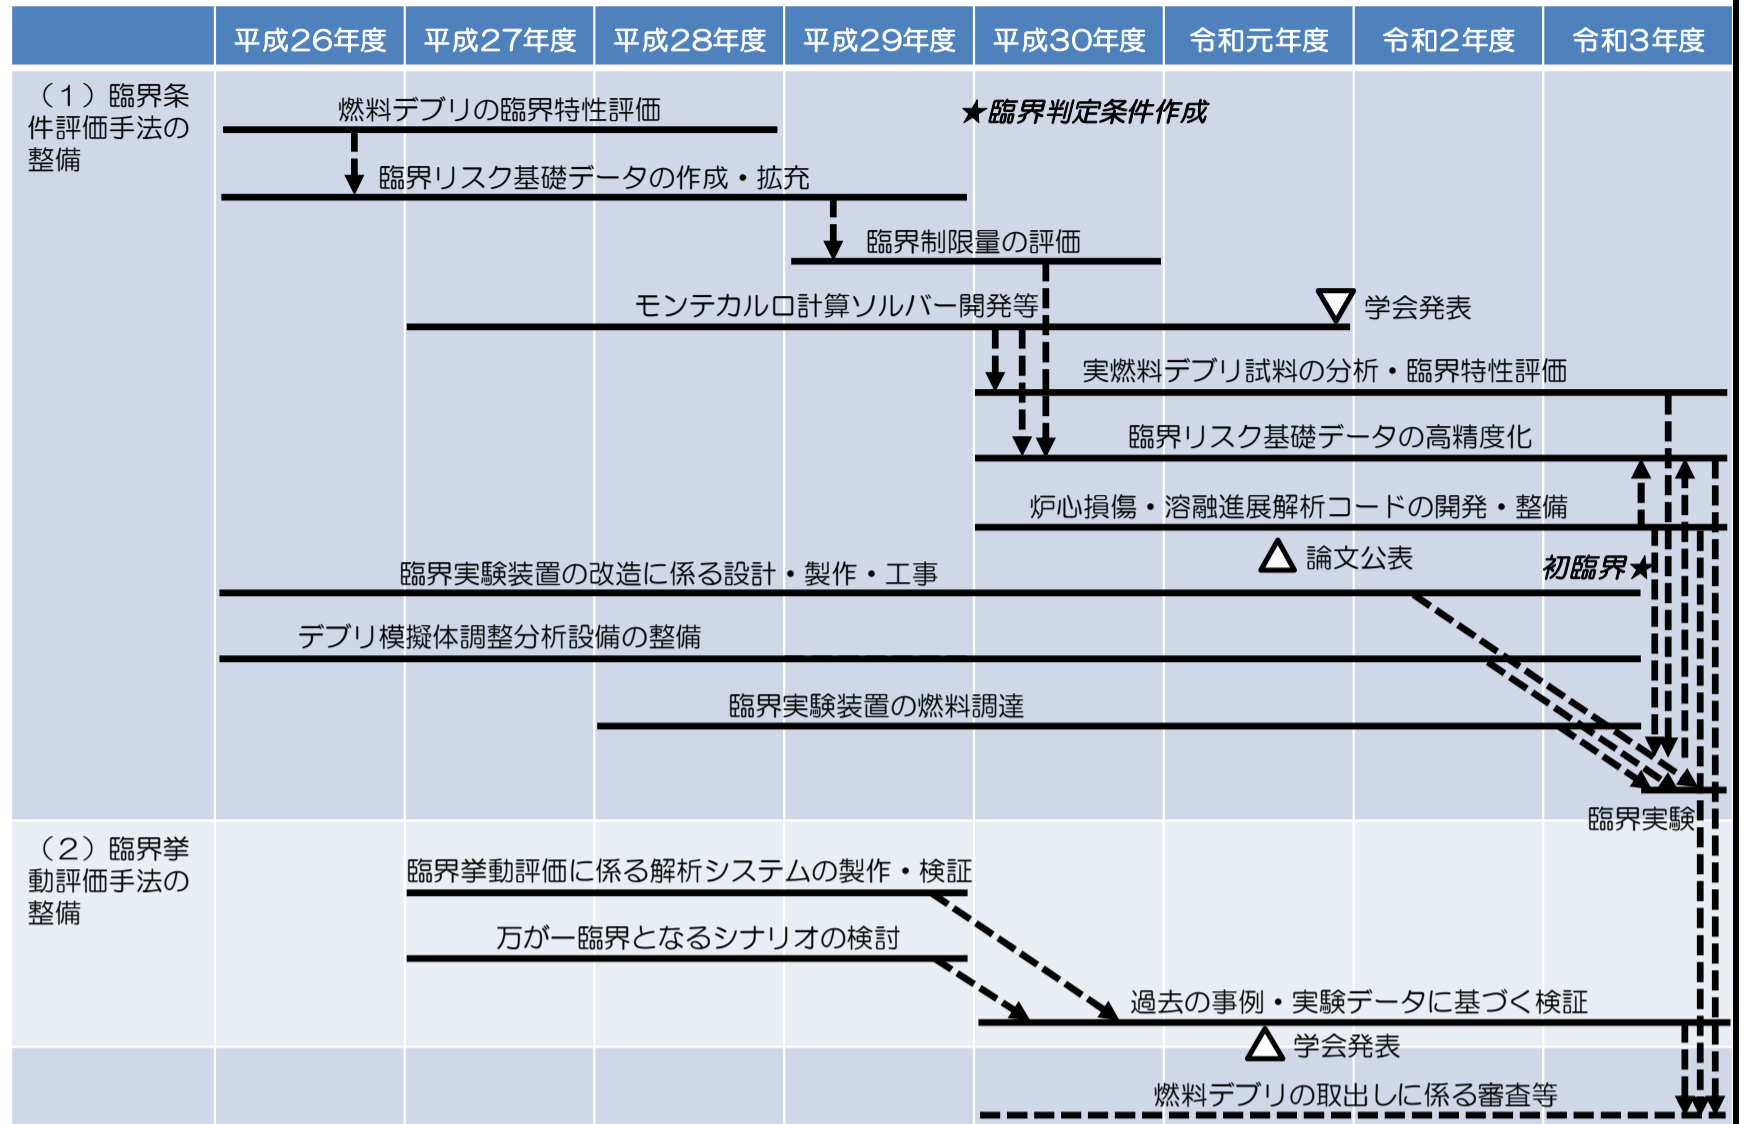 平成26年度 平成27年度 平成28年度 平成29年度 平成30年度 令和元年度 令和2年度 令和3年度
（１）臨界条
件評価手法の
整備
燃料デブリの臨界特性評価
★臨界判定条件作成
臨界リスク基礎データの作成・拡充
臨界制限量の評価
モンテカルロ計算ソルバー開発等
学会発表
実燃料デブリ試料の分析・臨界特性評価
臨界リスク基礎データの高精度化
炉心損傷・溶融進展解析コードの開発・整備
論文公表
初臨界★
臨界実験装置の改造に係る設計・製作・工事
デブリ模擬体調整分析設備の整備
臨界実験装置の燃料調達
臨界実験
（２）臨界挙
動評価手法の
整備
臨界挙動評価に係る解析システムの製作・検証
万が一臨界となるシナリオの検討
過去の事例・実験データに基づく検証
学会発表
燃料デブリの取出しに係る審査等